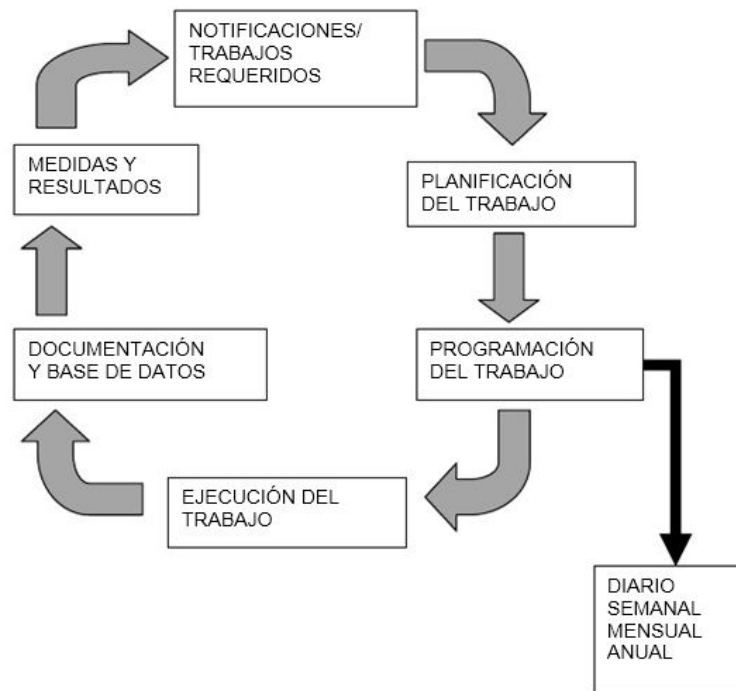 NOTIFICACIONES/
TRABAJOS
REQUERIDOS
PLANIFICACIÓN
DEL TRABAJO
PROGRAMACIÓN
DEL TRABAJO
DIARIO
SEMANAL
MENSUAL
ANUAL
EJECUCIÓN DEL
TRABAJO
DOCUMENTACIÓN
Y BASE DE DATOS
MEDIDAS Y
RESULTADOS